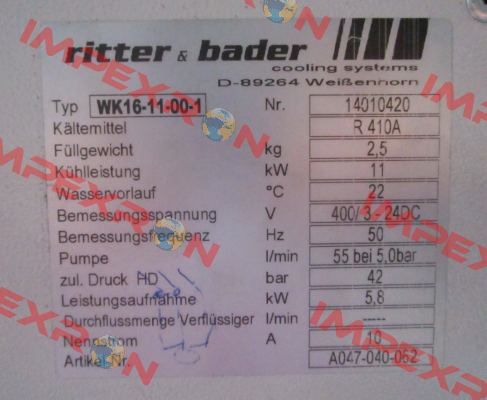 ritter & bader
cooling systems
D-89264 Weißenhorn
Typ WK16-11-00-1 Nr. 14010420
Kältemittel R 410A
Füllgewicht kg 2,5
Kühlleistung kW 11
Wasservorlauf °C 22
Bemessungsspannung V 400/ 3 - 24DC
Bemessungsfrequenz Hz 50
Pumpe l/min 55 bei 5,0bar
zul. Druck HD bar 42
Leistungsaufnahme kW 5,8
Durchflussmenge Verflüssiger l/min -----
Nennstrom A 10
Artikel-Nr. A047-040-062
IMPEXRON
IMPEXRON
IMPEXRON
IMPEXRON